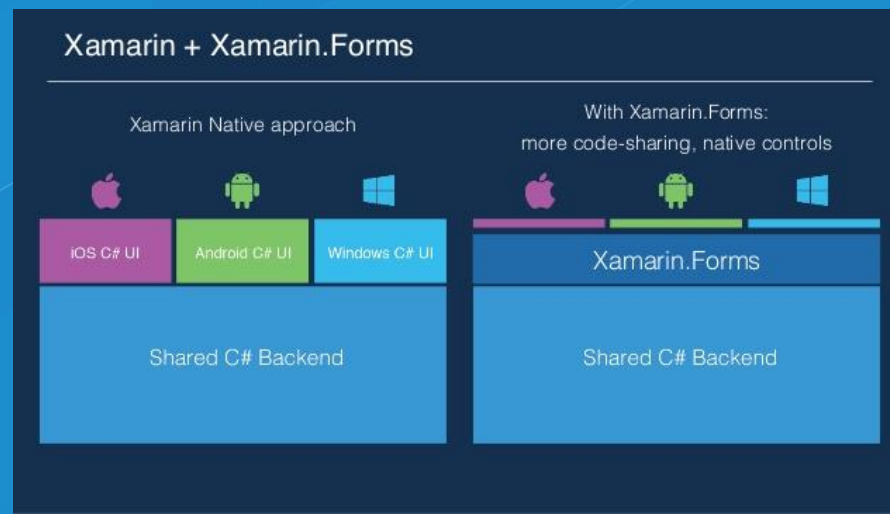 Xamarin + Xamarin.Forms
Xamarin Native approach
iOS C# UI
Android C# UI
Windows C# UI
Shared C# Backend
With Xamarin.Forms:
more code-sharing, native controls
Xamarin.Forms
Shared C# Backend